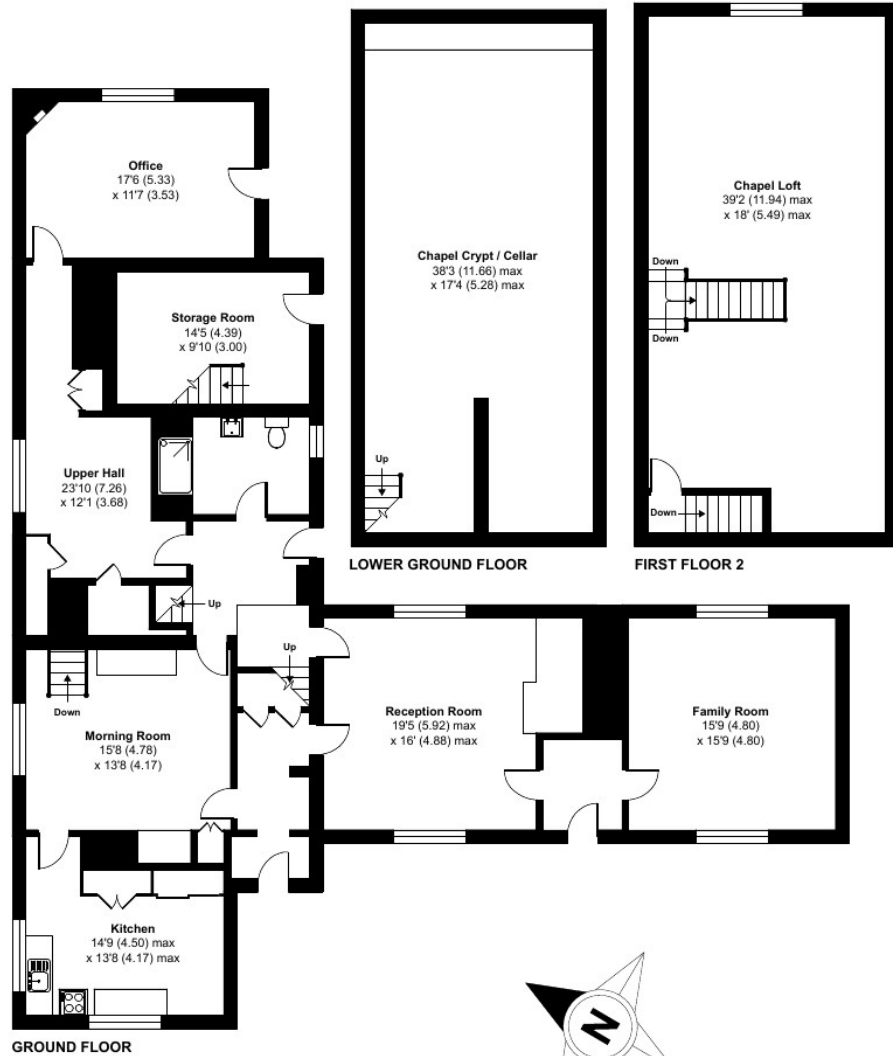 Office
17'6 (5.33)
x 11'7 (3.53)
Storage Room
14'5 (4.39)
x 9'10 (3.00)
Upper Hall
23'10 (7.26)
x 12'1 (3.68)
Up
Up
Down
Morning Room
15'8 (4.78)
x 13'8 (4.17)
Kitchen
14'9 (4.50) max
x 13'8 (4.17) max
GROUND FLOOR
Reception Room
19'5 (5.92) max
x 16' (4.88) max
Family Room
15'9 (4.80)
x 15'9 (4.80)
Chapel Crypt / Cellar
38'3 (11.66) max
x 17'4 (5.28) max
Up
LOWER GROUND FLOOR
Chapel Loft
39'2 (11.94) max
x 18' (5.49) max
Down
Down
Down
FIRST FLOOR 2
N